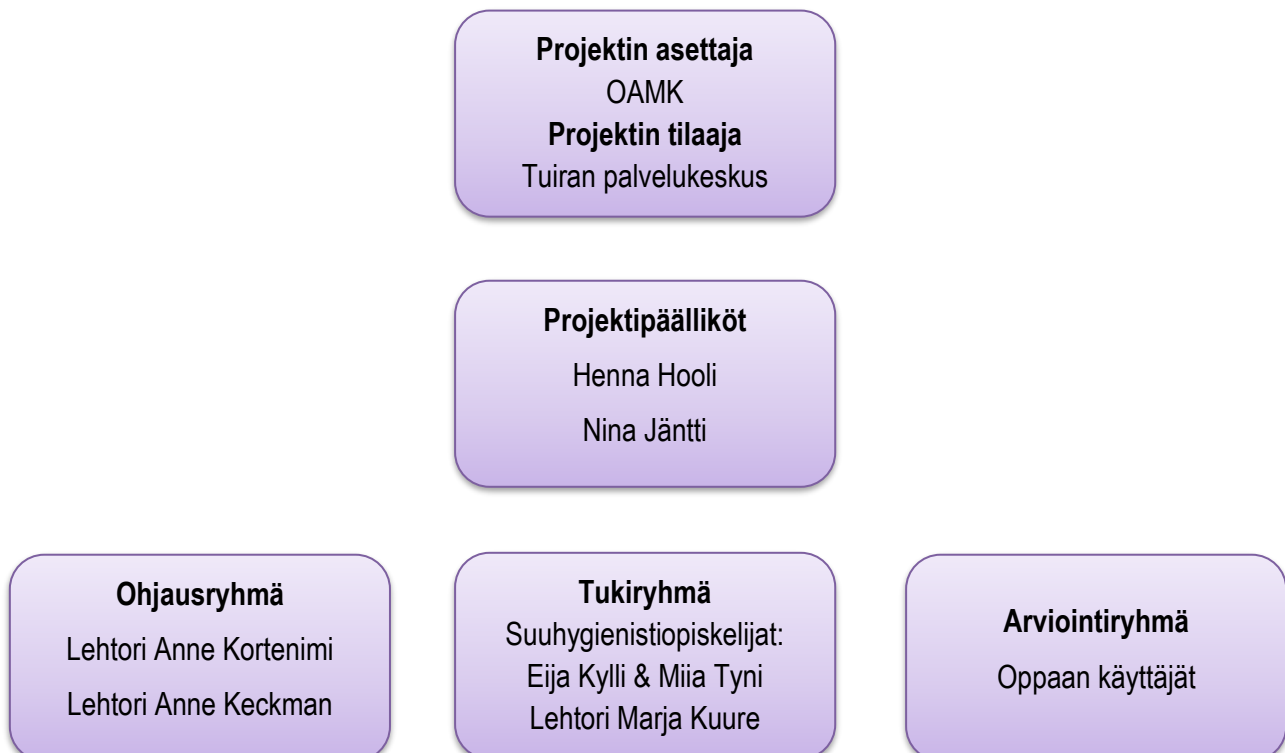 Projektin asettaja
OAMK
Projektin tilaaja
Tuiran palvelukeskus
Projektipäälliköt
Henna Hooli
Nina Jäntti
Ohjausryhmä
Lehtori Anne Kortenimi
Lehtori Anne Keckman
Tukiryhmä
Suuhygienistiopiskelijat:
Eija Kylli & Miia Tyni
Lehtori Marja Kuure
Arviointiryhmä
Oppaan käyttäjät